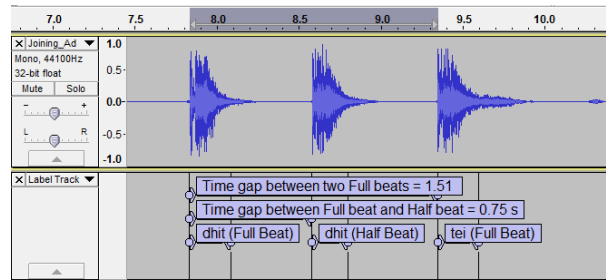 7.0 7.5 8.0 8.5 9.0 9.5 10.0
Joining_Ad
Mono, 44100Hz
32-bit float
Mute Solo
- +
L R
1.0
0.5-
0.0-
-0.5-
-1.0
Label Track
Time gap between two Full beats = 1.51
Time gap between Full beat and Half beat = 0.75 s
dhit (Full Beat) dhit (Half Beat) tei (Full Beat)